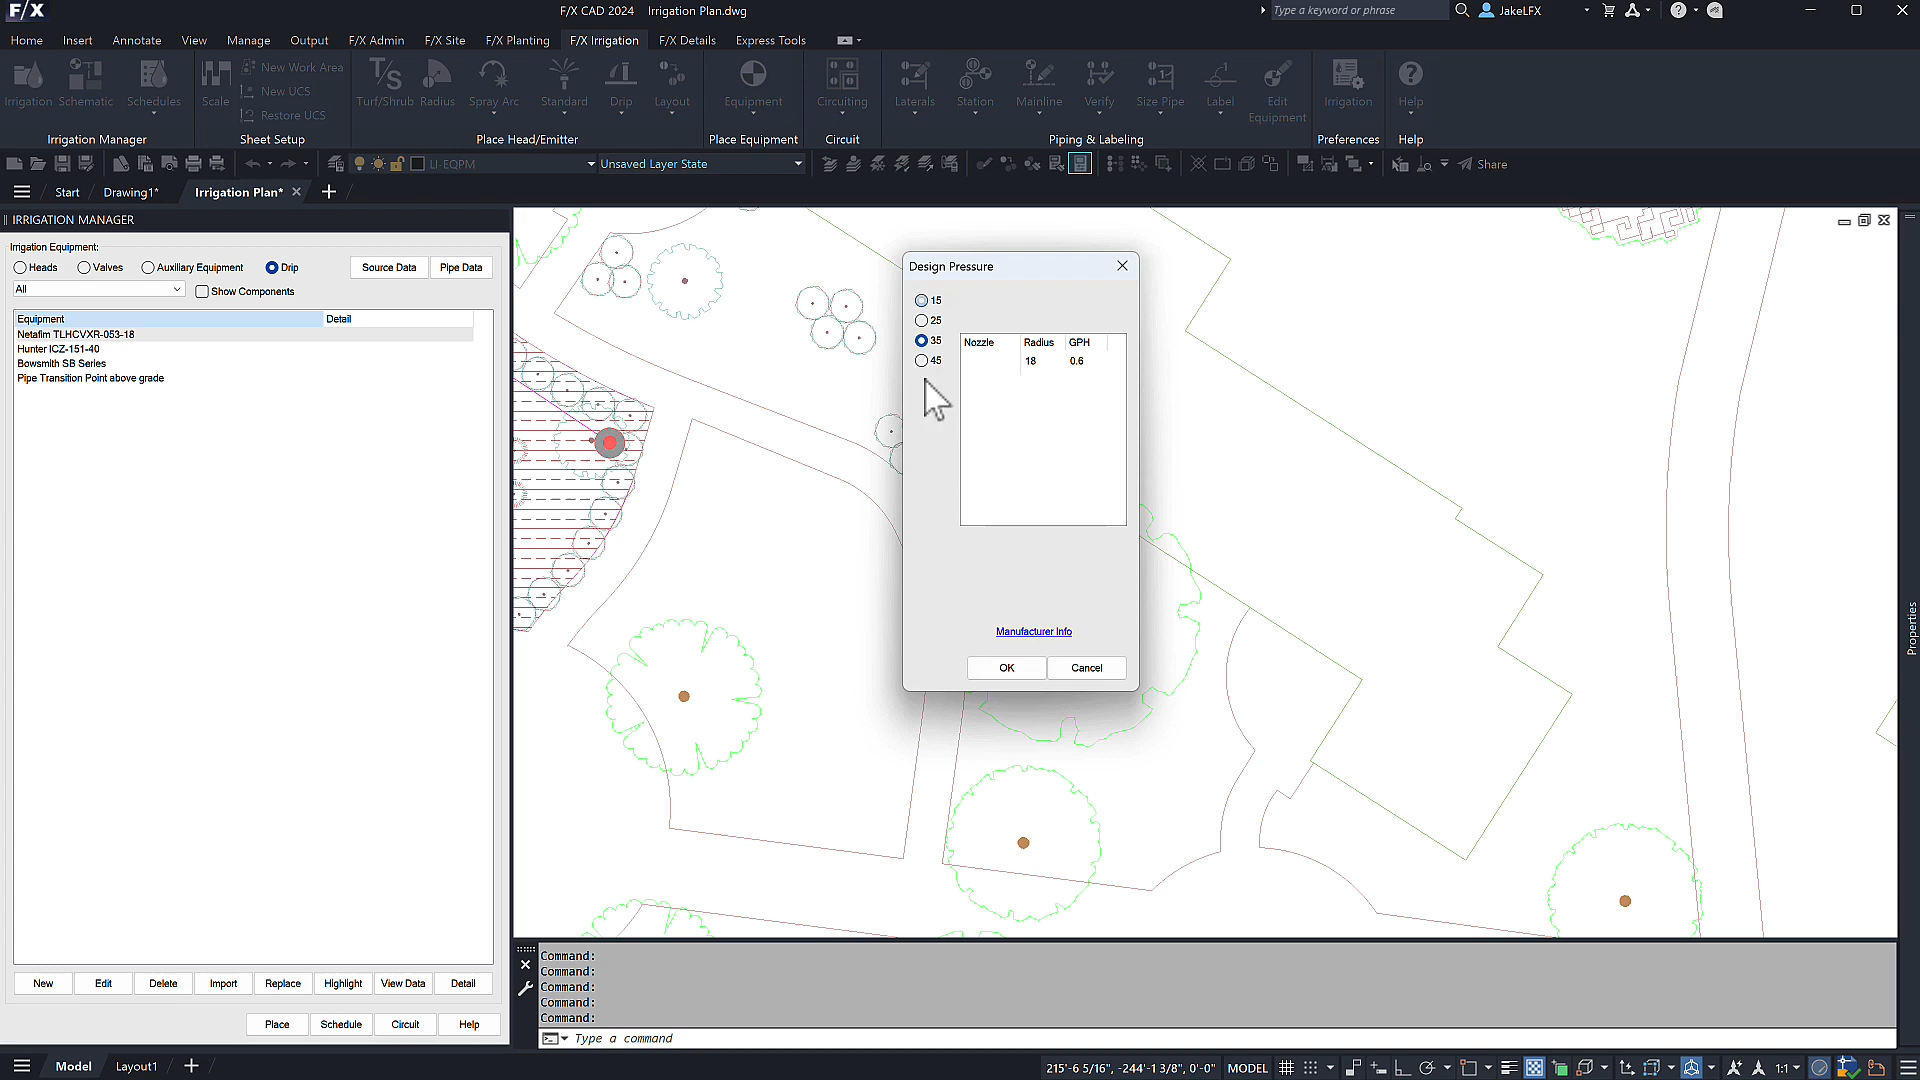 F/X
F/X CAD 2024 Irrigation Plan.dwg
Type a keyword or phrase
JakeLFX
Home Insert Annotate View Manage Output F/X Admin F/X Site F/X Planting F/X Irrigation F/X Details Express Tools
Irrigation Schematic Schedules
Irrigation Manager
Scale
New Work Area
New UCS
Restore UCS
Sheet Setup
T/S
Turf/Shrub Radius Spray Arc Standard Drip Layout
Place Head/Emitter
Equipment
Place Equipment
Circuiting
Circuit
Laterals Station Mainline Verify Size Pipe Label Edit Equipment
Piping & Labeling
Irrigation
Preferences
Help
Help
LI-EQPM
Unsaved Layer State
Share
Start Drawing1* Irrigation Plan*
IRRIGATION MANAGER
Irrigation Equipment:
Heads Valves Auxiliary Equipment Drip Source Data Pipe Data
All Show Components
Equipment Detail
Netafim TLHCVXR-053-18
Hunter ICZ-151-40
Bowsmith SB Series
Pipe Transition Point above grade
New Edit Delete Import Replace Highlight View Data Detail
Place Schedule Circuit Help
Design Pressure
15
25
35
45
Nozzle Radius GPH
18 0.6
Manufacturer Info
OK Cancel
Properties
Command:
Command:
Command:
Command:
Command:
Type a command
Model Layout1
215'-6 5/16", -244'-1 3/8", 0'-0" MODEL 1:1